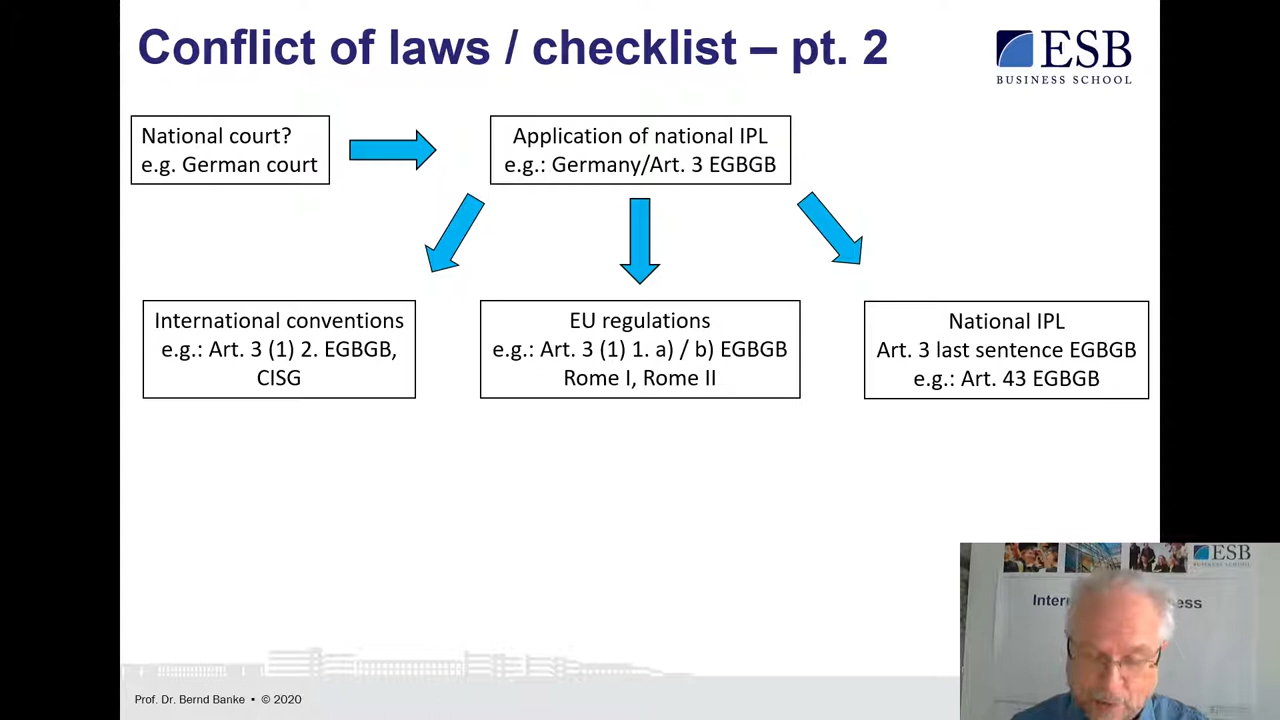 Conflict of laws / checklist – pt. 2
ESB
BUSINESS SCHOOL
National court?
e.g. German court
Application of national IPL
e.g.: Germany/Art. 3 EGBGB
International conventions
e.g.: Art. 3 (1) 2. EGBGB,
CISG
EU regulations
e.g.: Art. 3 (1) 1. a) / b) EGBGB
Rome I, Rome II
National IPL
Art. 3 last sentence EGBGB
e.g.: Art. 43 EGBGB
ESB
BUSINESS SCHOOL
Prof. Dr. Bernd Banke ▪ © 2020